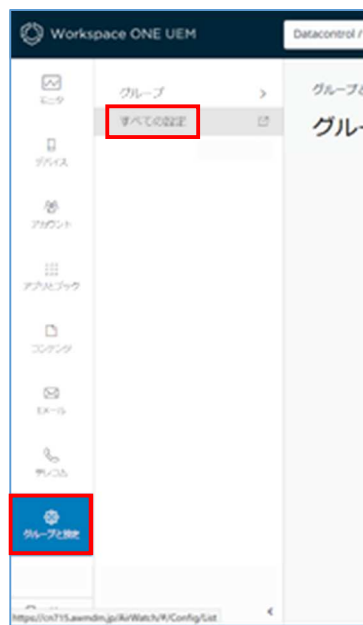 Workspace ONE UEM
Datacontrol /
モニタ
グループ
すべての設定
グループと
グルー
デバイス
アカウント
アプリとブック
コンテンツ
Eメール
テレコム
グループと設定
https://cn715.awmdm.jp/AirWatch/#/Config/List